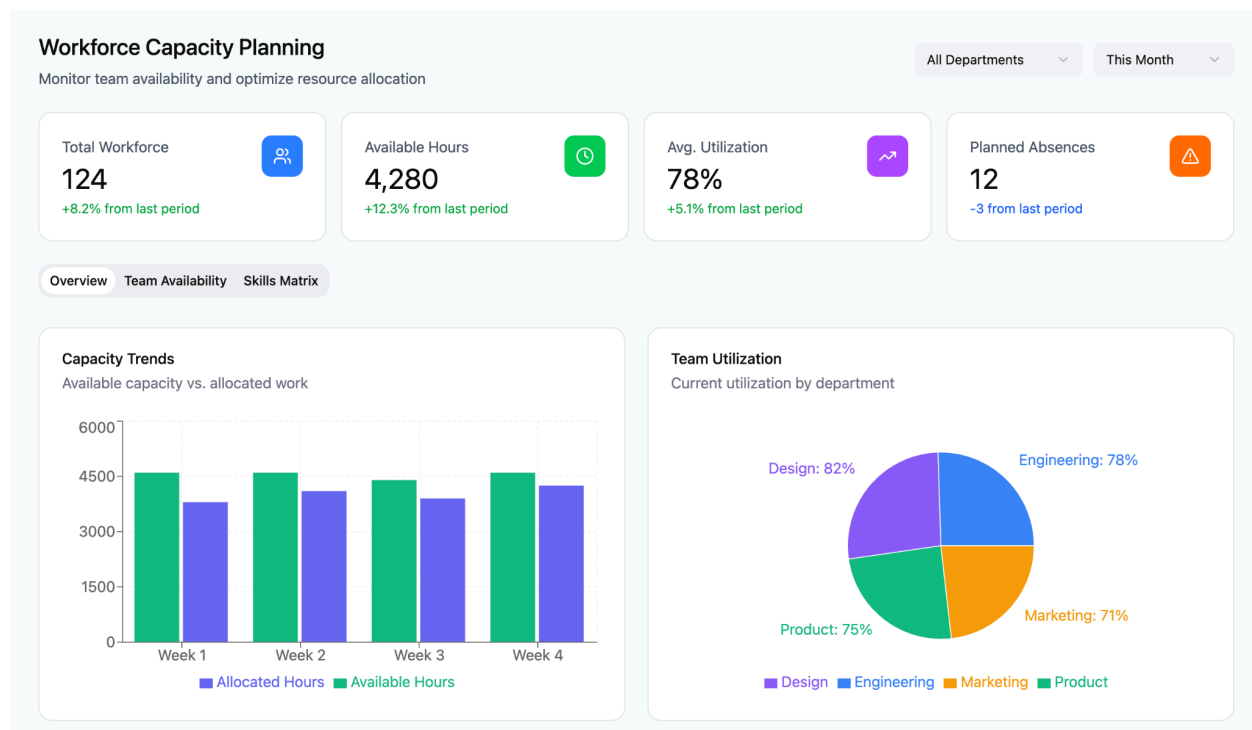 Workforce Capacity Planning
Monitor team availability and optimize resource allocation
All Departments
This Month
Total Workforce
124
+8.2% from last period
Available Hours
4,280
+12.3% from last period
Avg. Utilization
78%
+5.1% from last period
Planned Absences
12
-3 from last period
Overview
Team Availability
Skills Matrix
Capacity Trends
Available capacity vs. allocated work
6000
4500
3000
1500
0
Week 1
Week 2
Week 3
Week 4
Allocated Hours
Available Hours
Team Utilization
Current utilization by department
Design: 82%
Engineering: 78%
Product: 75%
Marketing: 71%
Design
Engineering
Marketing
Product